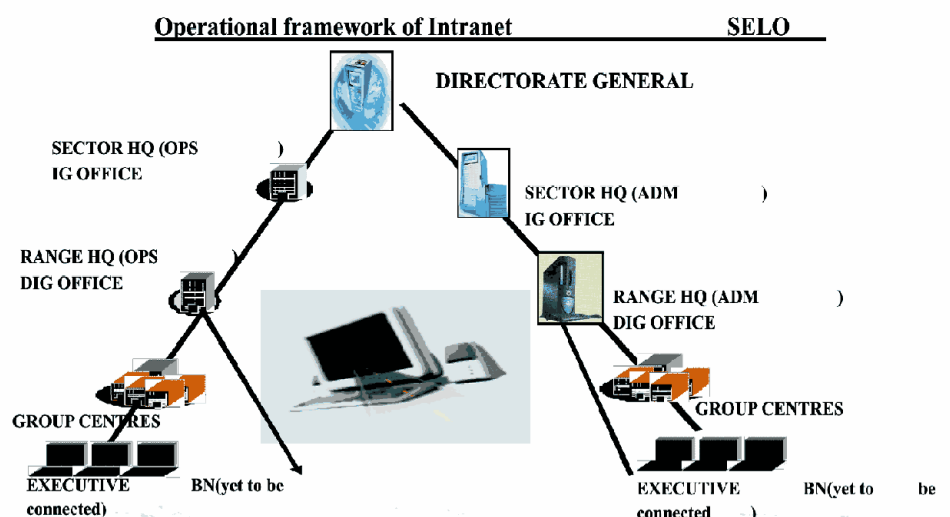 Operational framework of Intranet SELO
DIRECTORATE GENERAL
SECTOR HQ (OPS )
IG OFFICE
SECTOR HQ (ADM )
IG OFFICE
RANGE HQ (OPS )
DIG OFFICE
RANGE HQ (ADM )
DIG OFFICE
GROUP CENTRES
GROUP CENTRES
EXECUTIVE BN(yet to be
connected)
EXECUTIVE BN(yet to be
connected )